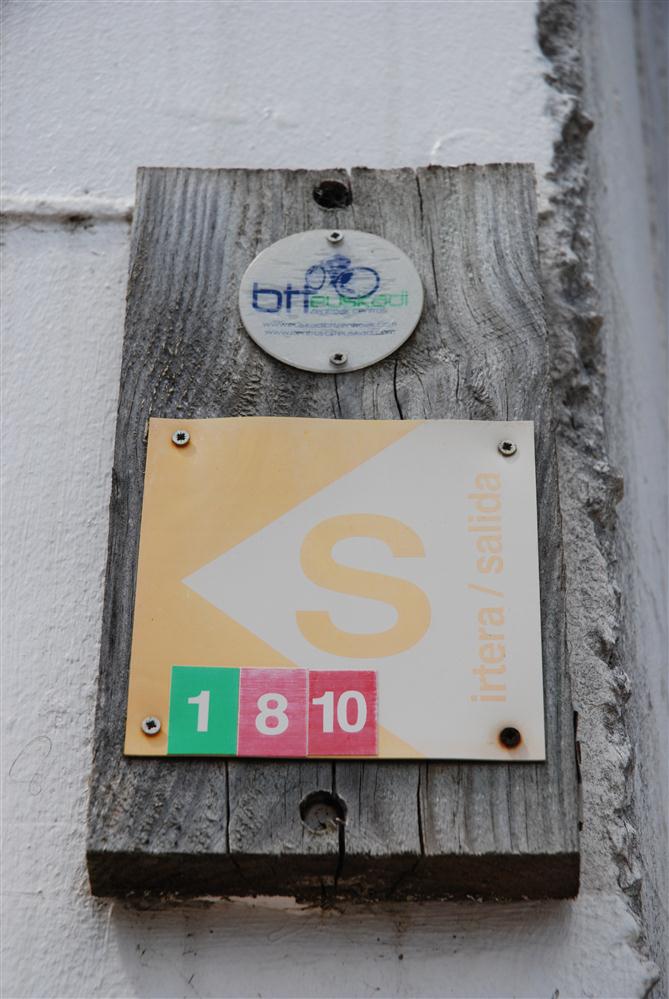 btt euskadi
S
irtera / salida
1 8 10